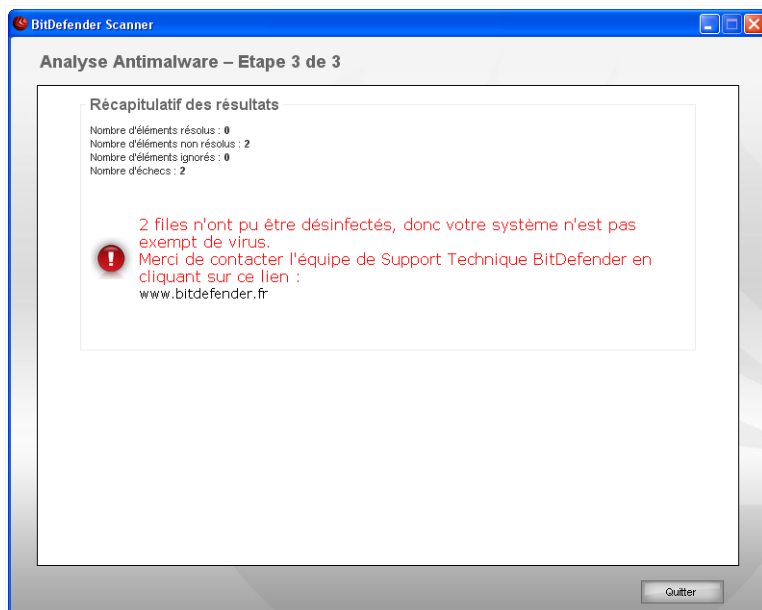 BitDefender Scanner
Analyse Antimalware – Etape 3 de 3
Récapitulatif des résultats
Nombre d'éléments résolus : 0
Nombre d'éléments non résolus : 2
Nombre d'éléments ignorés : 0
Nombre d'échecs : 2
2 files n'ont pu être désinfectés, donc votre système n'est pas
exempt de virus.
Merci de contacter l'équipe de Support Technique BitDefender en
cliquant sur ce lien :
www.bitdefender.fr
Quitter